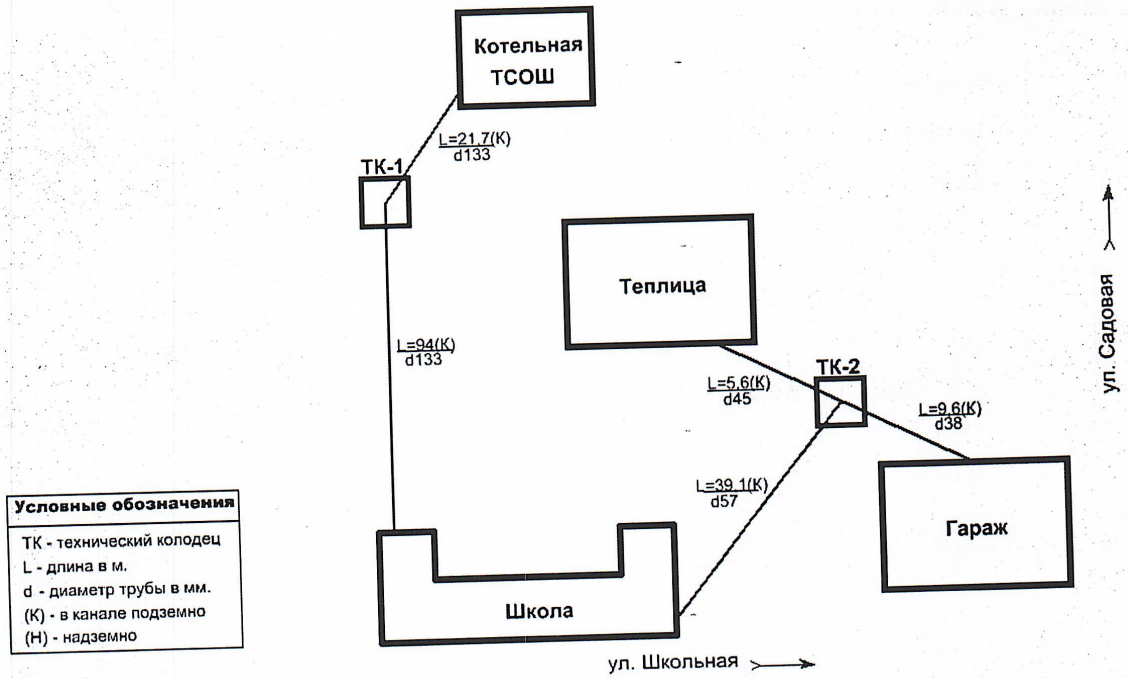 Котельная
ТСОШ
L=21,7(К)
d133
ТК-1
Теплица
L=94(К)
d133
ТК-2
L=5,6(К)
d45
L=9,6(К)
d38
L=39,1(К)
d57
Гараж
Школа
ул. Школьная
ул. Садовая
Условные обозначения
ТК - технический колодец
L - длина в м.
d - диаметр трубы в мм.
(К) - в канале подземно
(Н) - надземно